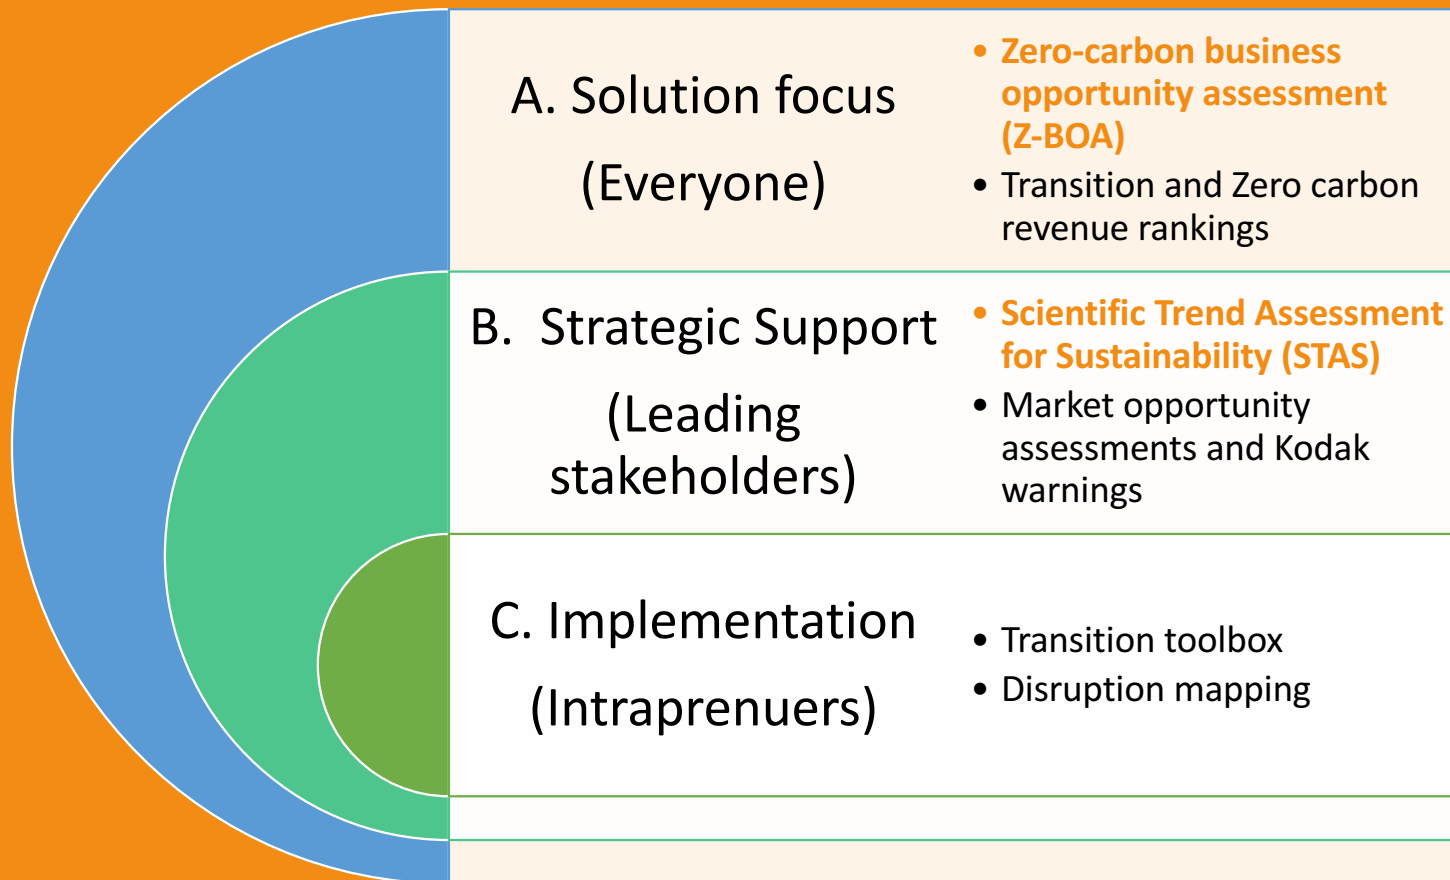 A. Solution focus
(Everyone)
• Zero-carbon business
opportunity assessment
(Z-BOA)
• Transition and Zero carbon
revenue rankings
B.  Strategic Support
(Leading
stakeholders)
• Scientific Trend Assessment
for Sustainability (STAS)
• Market opportunity
assessments and Kodak
warnings
C. Implementation
(Intraprenuers)
• Transition toolbox
• Disruption mapping